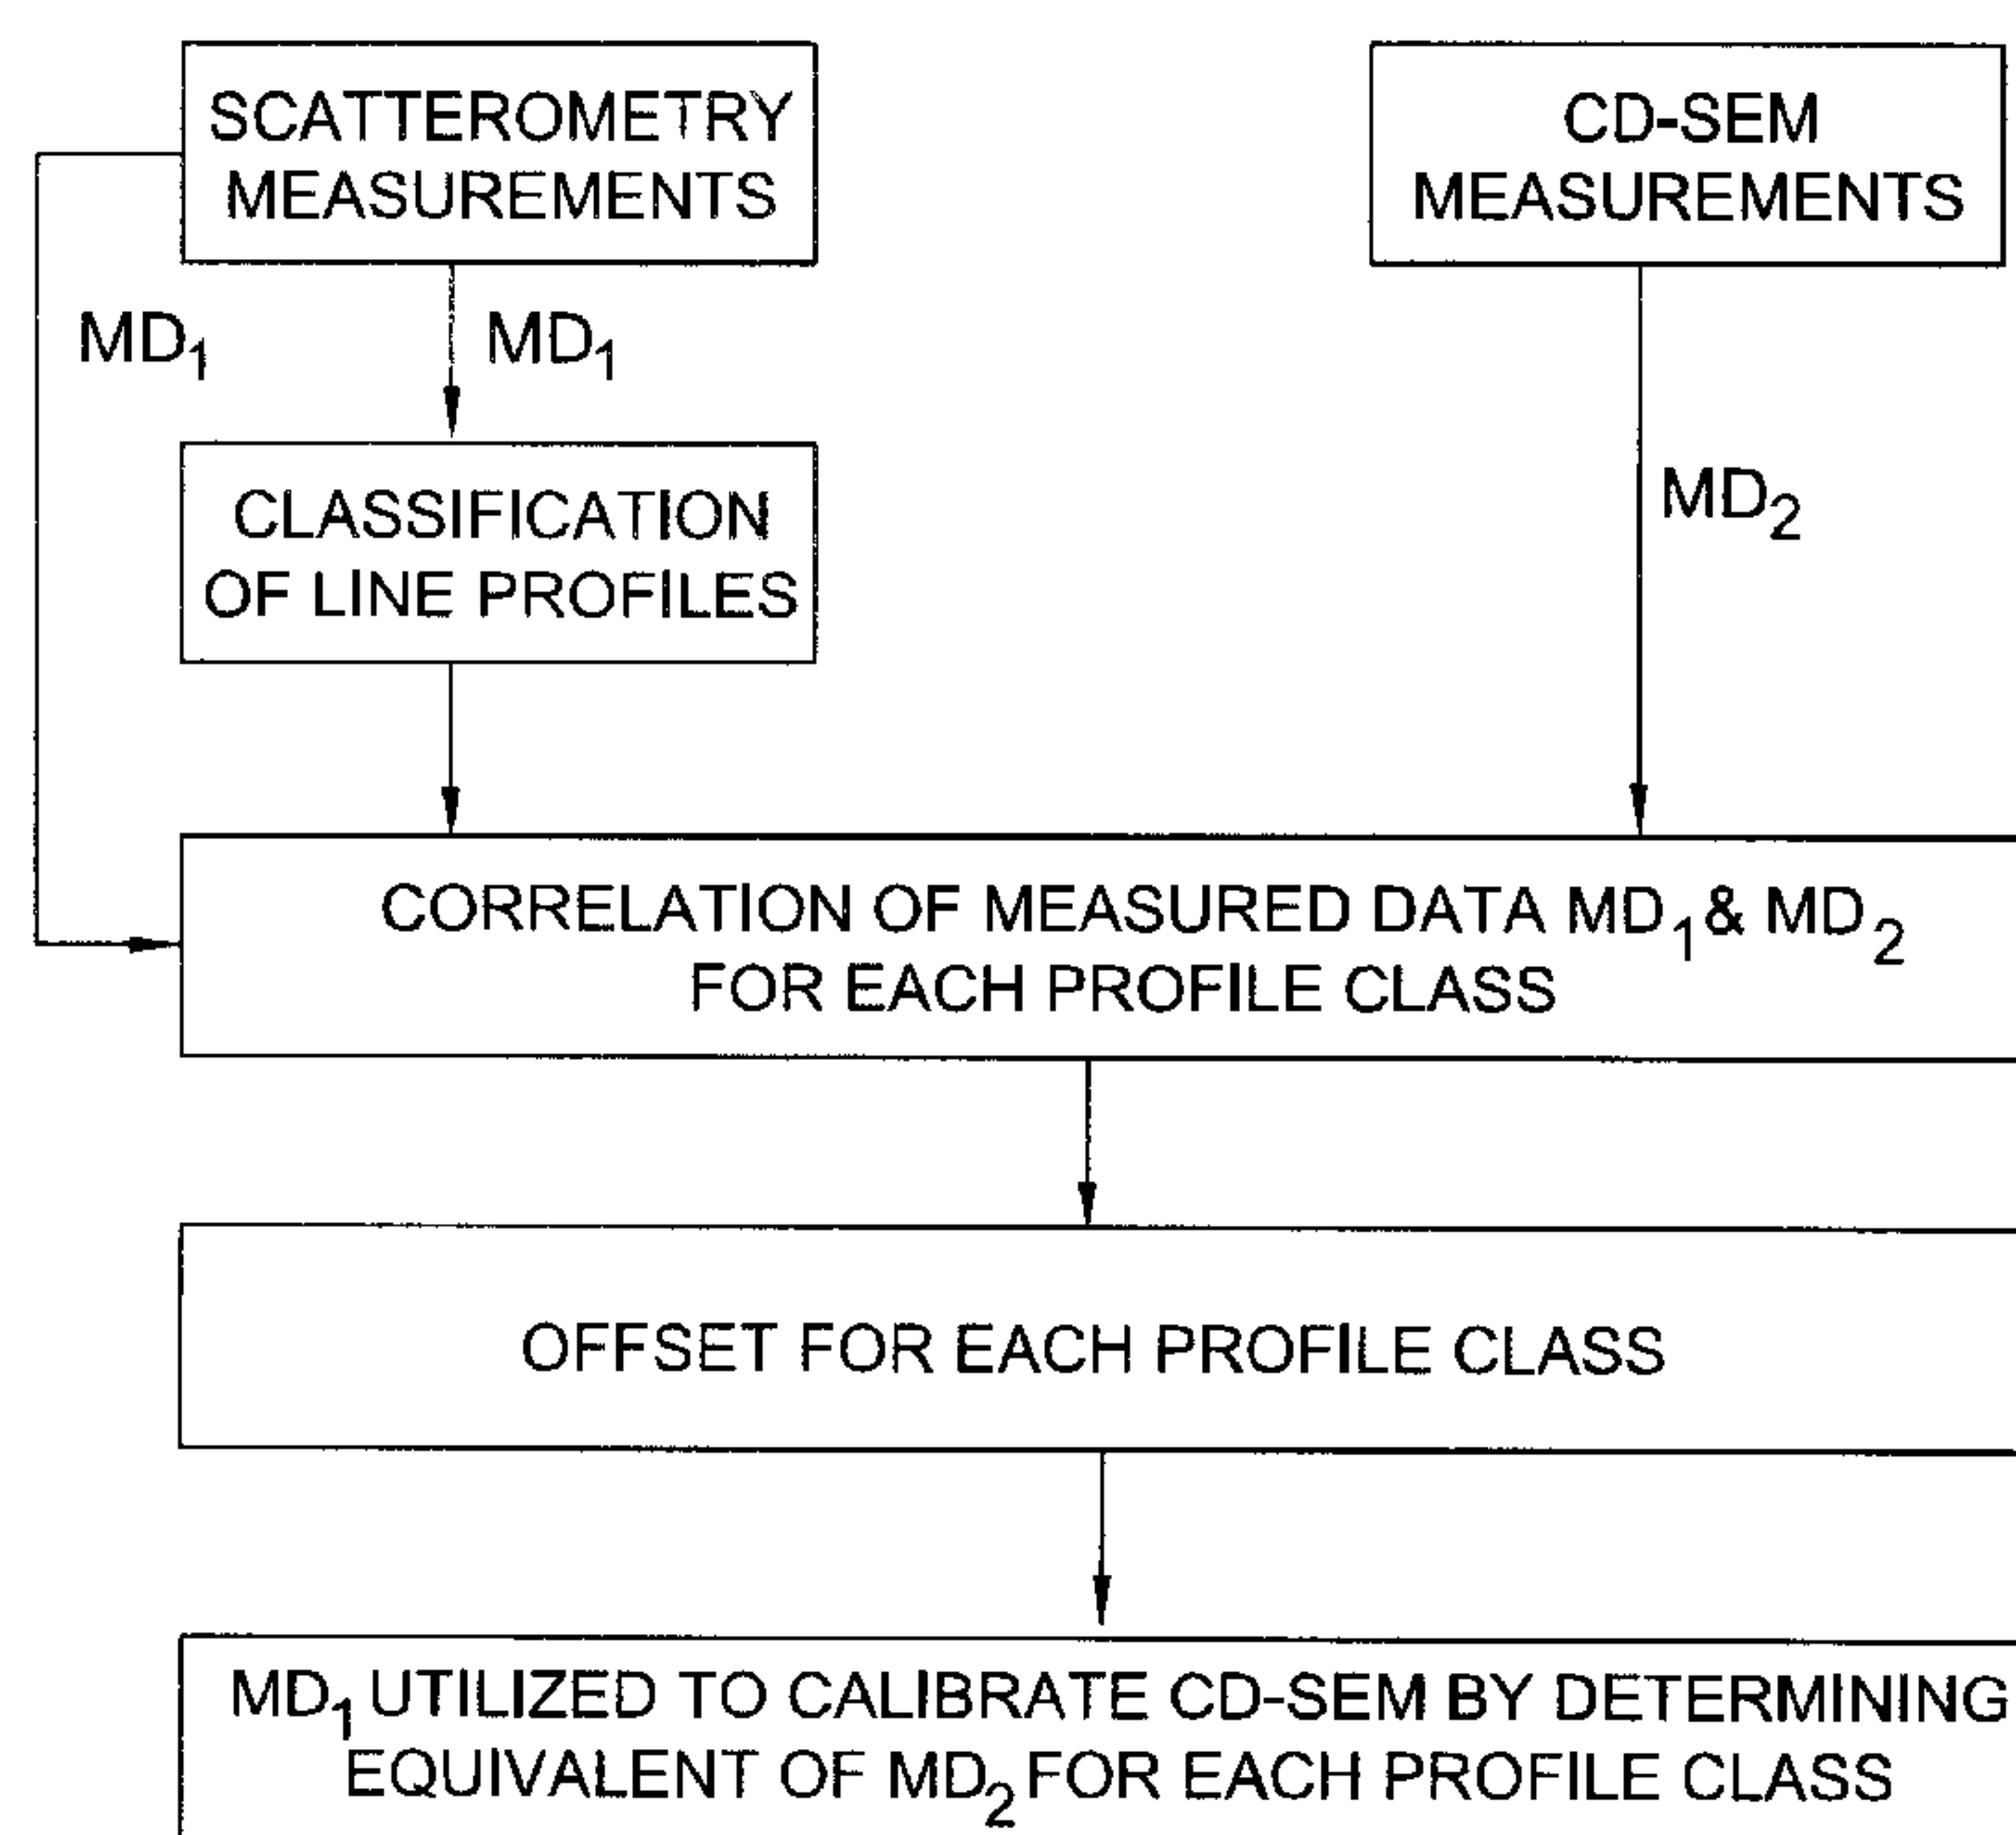 SCATTEROMETRY
MEASUREMENTS
CD-SEM
MEASUREMENTS
MD1
MD1
CLASSIFICATION
OF LINE PROFILES
MD2
CORRELATION OF MEASURED DATA MD1& MD2
FOR EACH PROFILE CLASS
OFFSET FOR EACH PROFILE CLASS
MD1 UTILIZED TO CALIBRATE CD-SEM BY DETERMINING
EQUIVALENT OF MD2 FOR EACH PROFILE CLASS